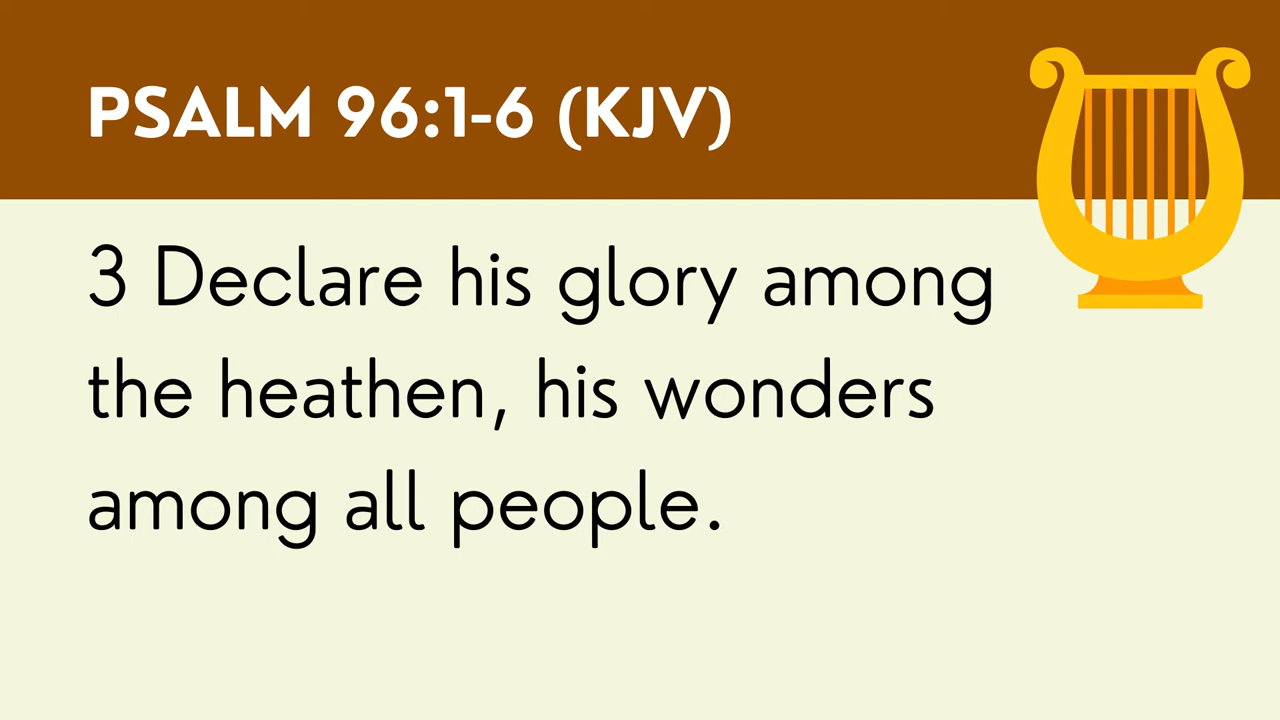 PSALM 96:1-6 (KJV)
3 Declare his glory among
the heathen, his wonders
among all people.